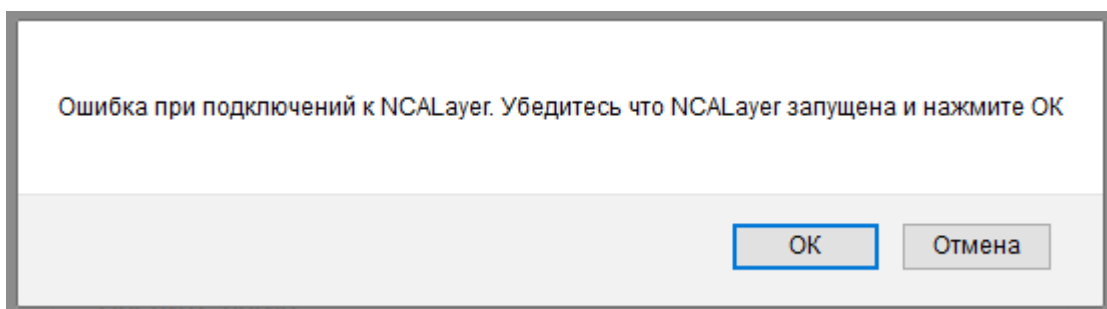 Ошибка при подключений к NCALayer. Убедитесь что NCALayer запущена и нажмите ОК
ОК
Отмена